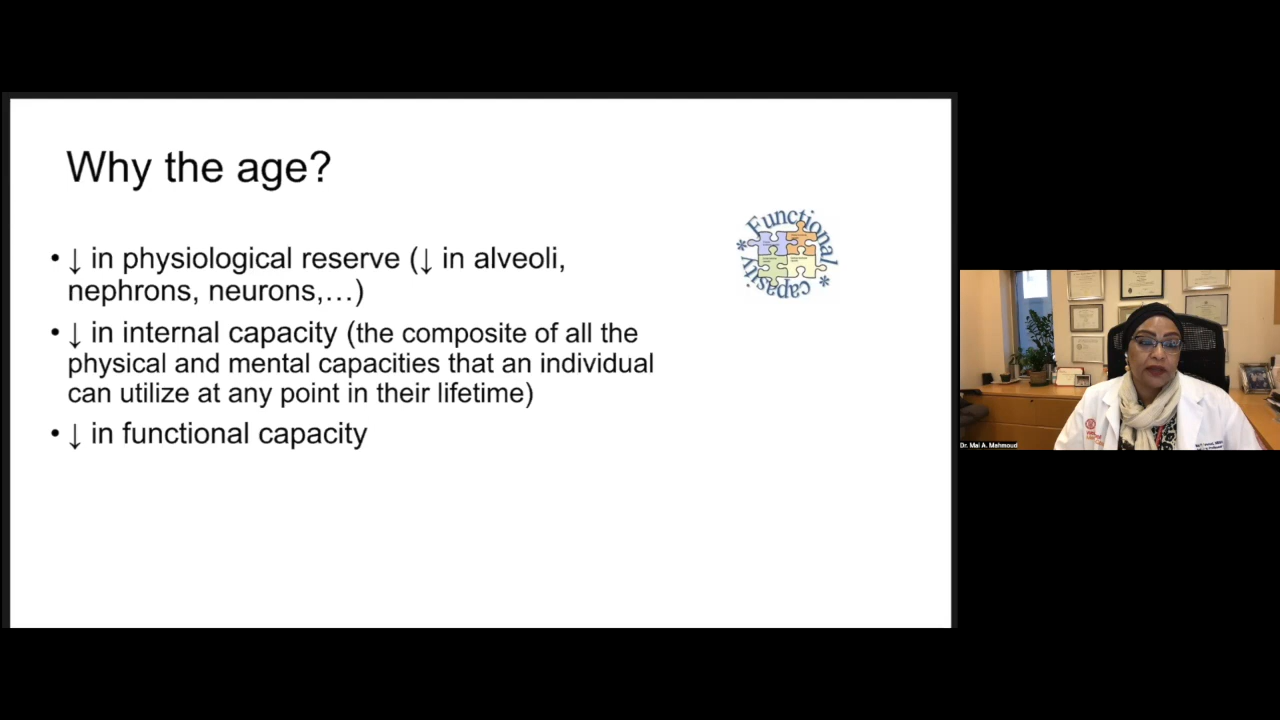 Why the age?
• ↓ in physiological reserve (↓ in alveoli,
nephrons, neurons,…)
• ↓ in internal capacity (the composite of all the
physical and mental capacities that an individual
can utilize at any point in their lifetime)
• ↓ in functional capacity
* Functional *
capasity
Dr. Mai A. Mahmoud